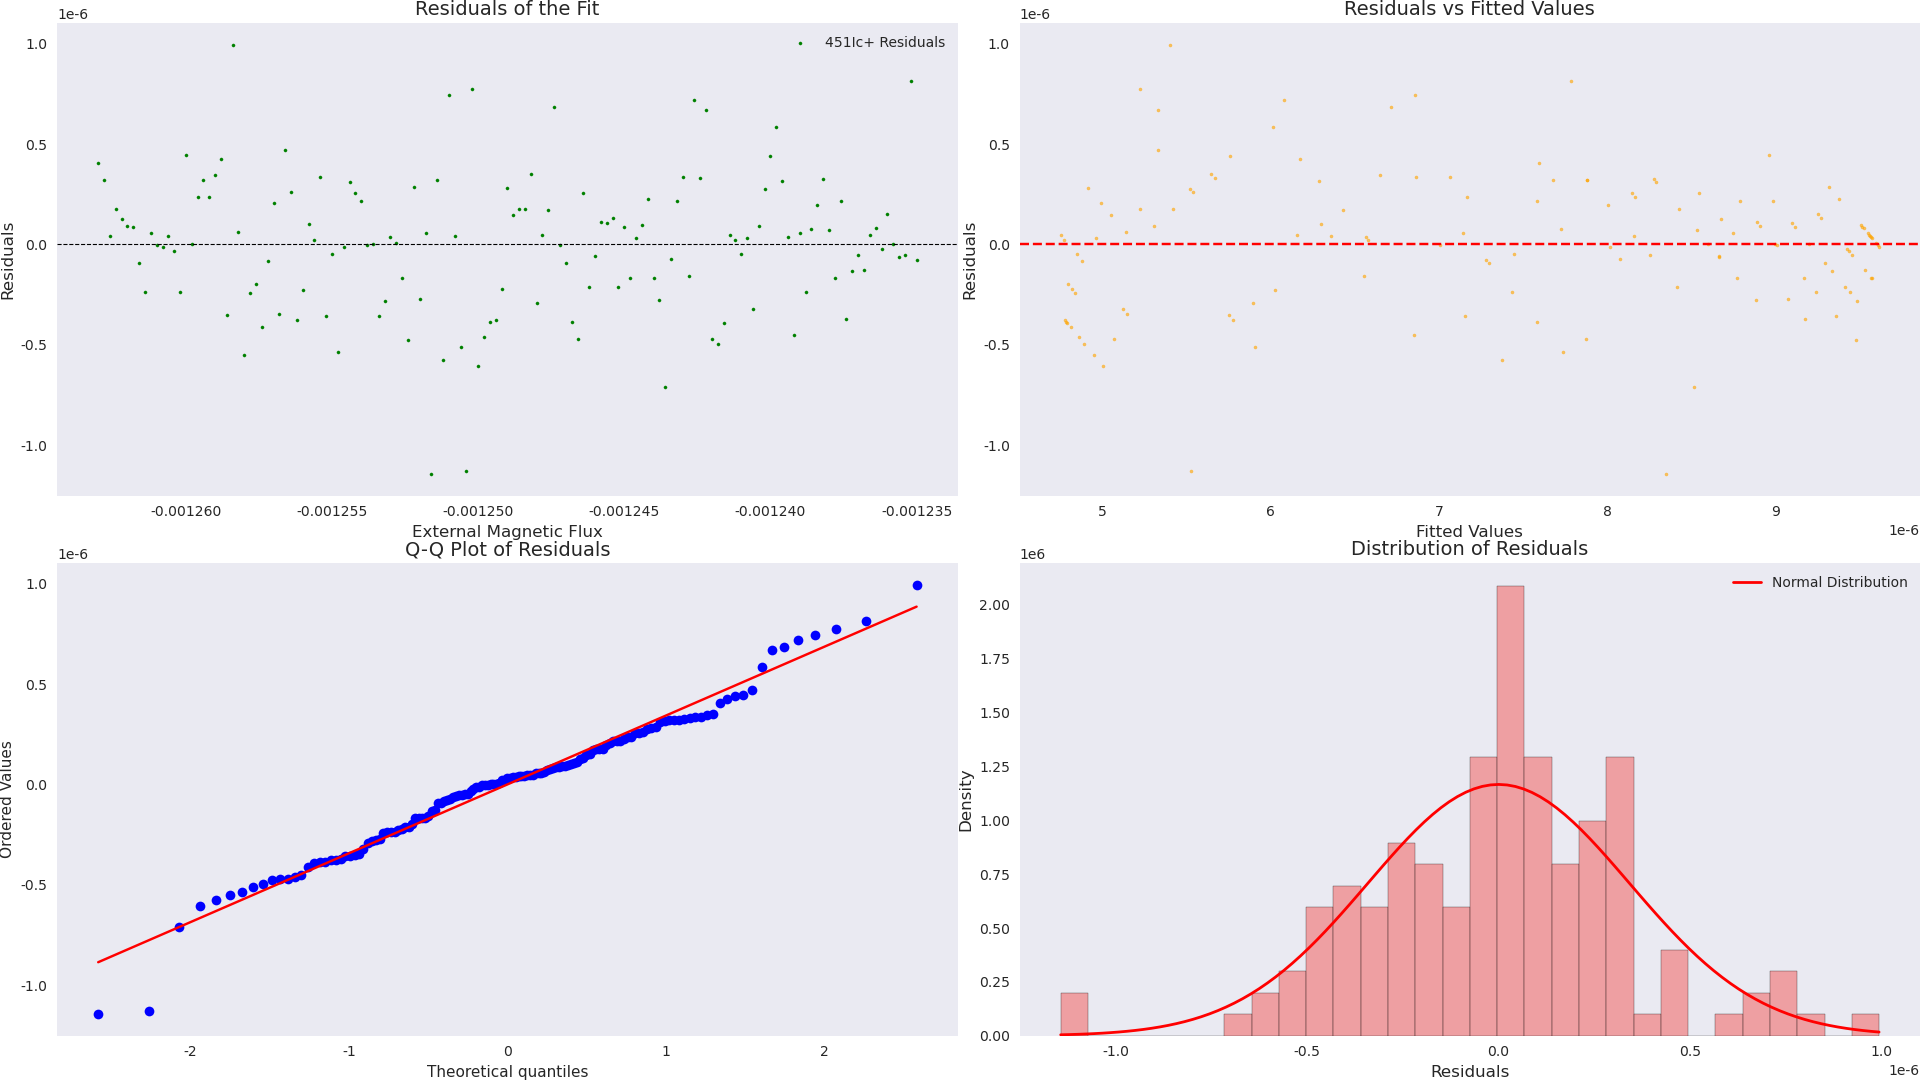 Residuals of the Fit
1e-6
451Ic+ Residuals
1.0
0.5
0.0
-0.5
-1.0
Residuals
-0.001260 -0.001255 -0.001250 -0.001245 -0.001240 -0.001235
External Magnetic Flux
Residuals vs Fitted Values
1e-6
1.0
0.5
0.0
-0.5
-1.0
Residuals
5 6 7 8 9
1e-6
Fitted Values
Q-Q Plot of Residuals
1e-6
1.0
0.5
0.0
-0.5
-1.0
Ordered Values
-2 -1 0 1 2
Theoretical quantiles
Distribution of Residuals
1e6
Normal Distribution
2.00
1.75
1.50
1.25
1.00
0.75
0.50
0.25
0.00
Density
-1.0 -0.5 0.0 0.5 1.0
1e-6
Residuals